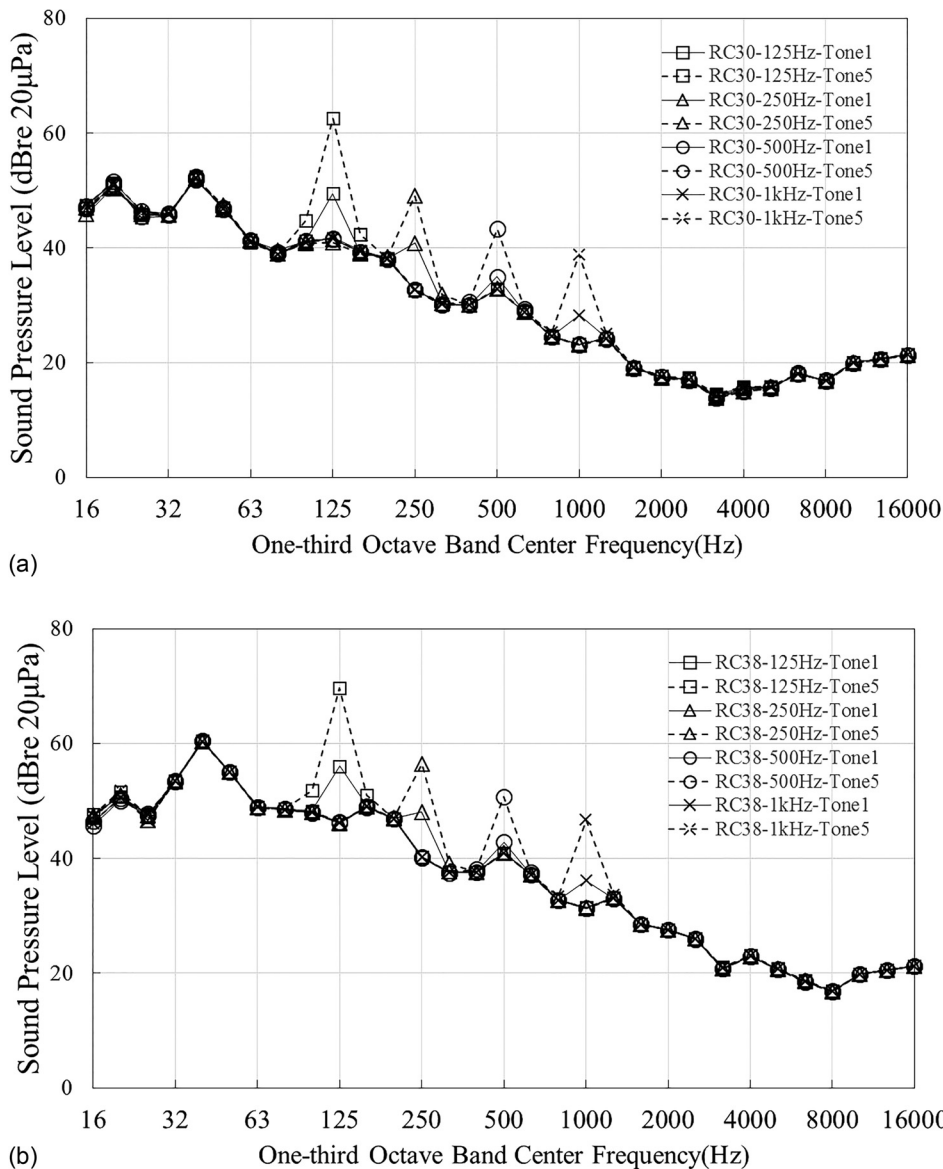 80
60
40
20
0
Sound Pressure Level (dBre 20μPa)
RC30-125Hz-Tone1
RC30-125Hz-Tone5
RC30-250Hz-Tone1
RC30-250Hz-Tone5
RC30-500Hz-Tone1
RC30-500Hz-Tone5
RC30-1kHz-Tone1
RC30-1kHz-Tone5
16 32 63 125 250 500 1000 2000 4000 8000 16000
One-third Octave Band Center Frequency(Hz)
(a)
80
60
40
20
0
Sound Pressure Level (dBre 20μPa)
RC38-125Hz-Tone1
RC38-125Hz-Tone5
RC38-250Hz-Tone1
RC38-250Hz-Tone5
RC38-500Hz-Tone1
RC38-500Hz-Tone5
RC38-1kHz-Tone1
RC38-1kHz-Tone5
16 32 63 125 250 500 1000 2000 4000 8000 1600
One-third Octave Band Center Frequency(Hz)
(b)